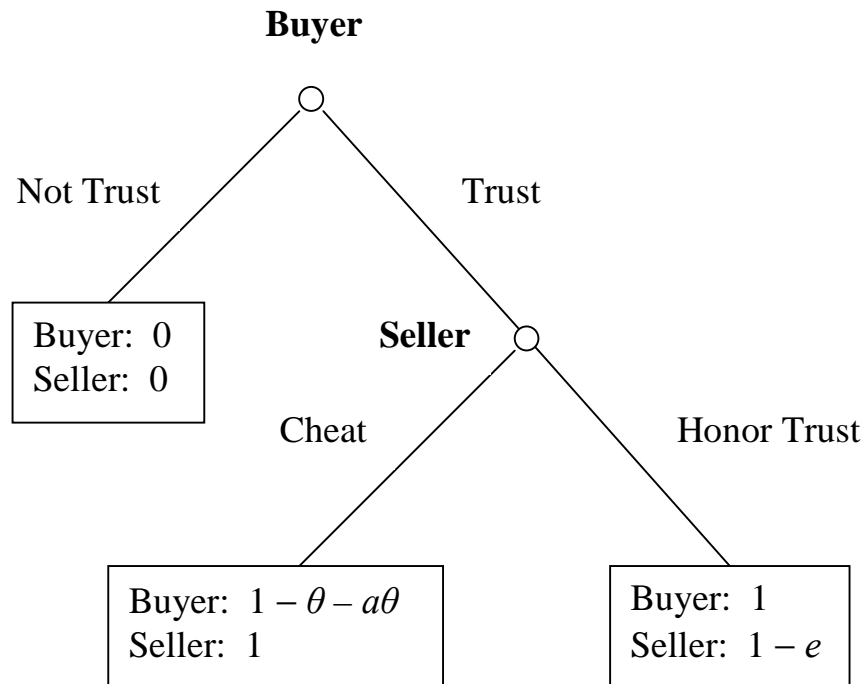 Buyer
Not Trust
Trust
Buyer: 0
Seller: 0
Seller
Cheat
Honor Trust
Buyer: 1 − θ − aθ
Seller: 1
Buyer: 1
Seller: 1 − e